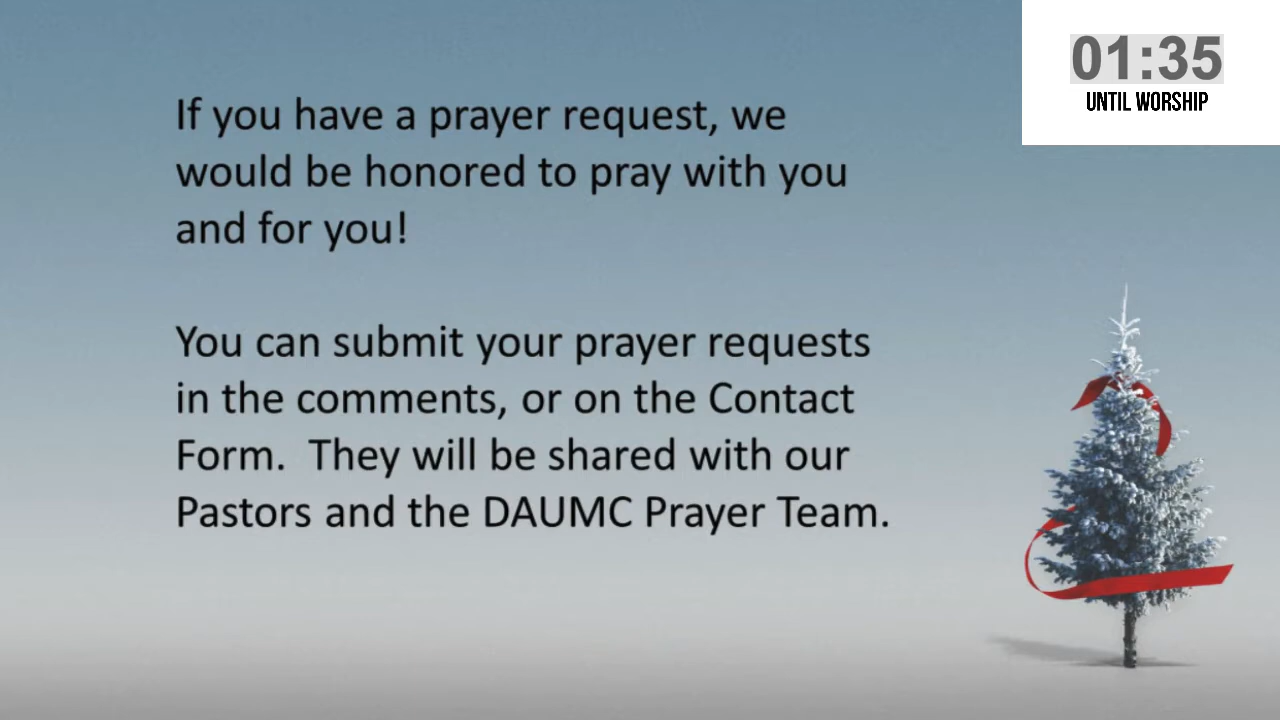 01:35
UNTIL WORSHIP
If you have a prayer request, we
would be honored to pray with you
and for you!
You can submit your prayer requests
in the comments, or on the Contact
Form.  They will be shared with our
Pastors and the DAUMC Prayer Team.